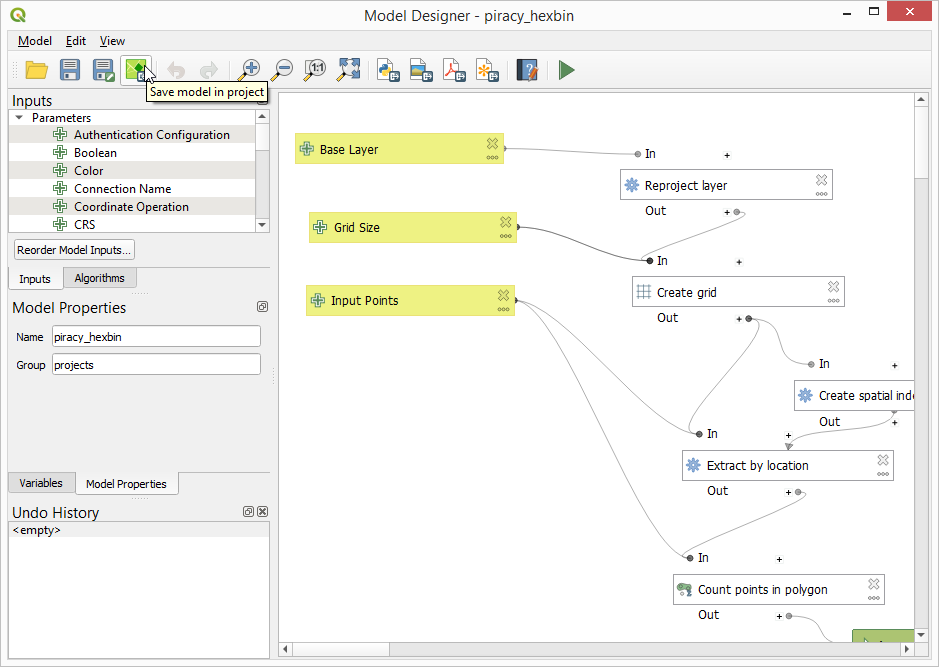 Model Designer - piracy_hexbin
Model Edit View
1:1
Save model in project
Inputs
Parameters
Authentication Configuration
Boolean
Color
Connection Name
Coordinate Operation
CRS
Reorder Model Inputs...
Inputs Algorithms
Model Properties
Name piracy_hexbin
Group projects
Variables Model Properties
Undo History
<empty>
Base Layer
In +
Reproject layer
Out +
Grid Size
In +
Create grid
Out +
Input Points
In +
Create spatial inde
Out +
In +
Extract by location
Out +
In +
Count points in polygon
Out +